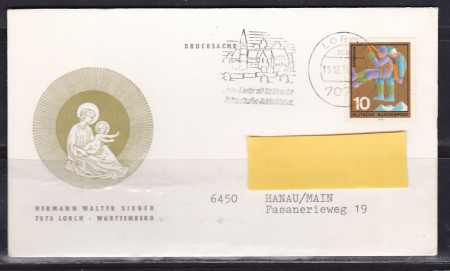 DRUCKSACHE
LORCH
707
10
DEUTSCHE BUNDESPOST
6450 HANAU/MAIN
Fasanerieweg 19
HERMANN WALTER SIEGER
7073 LORCH - WÜRTTEMBERG